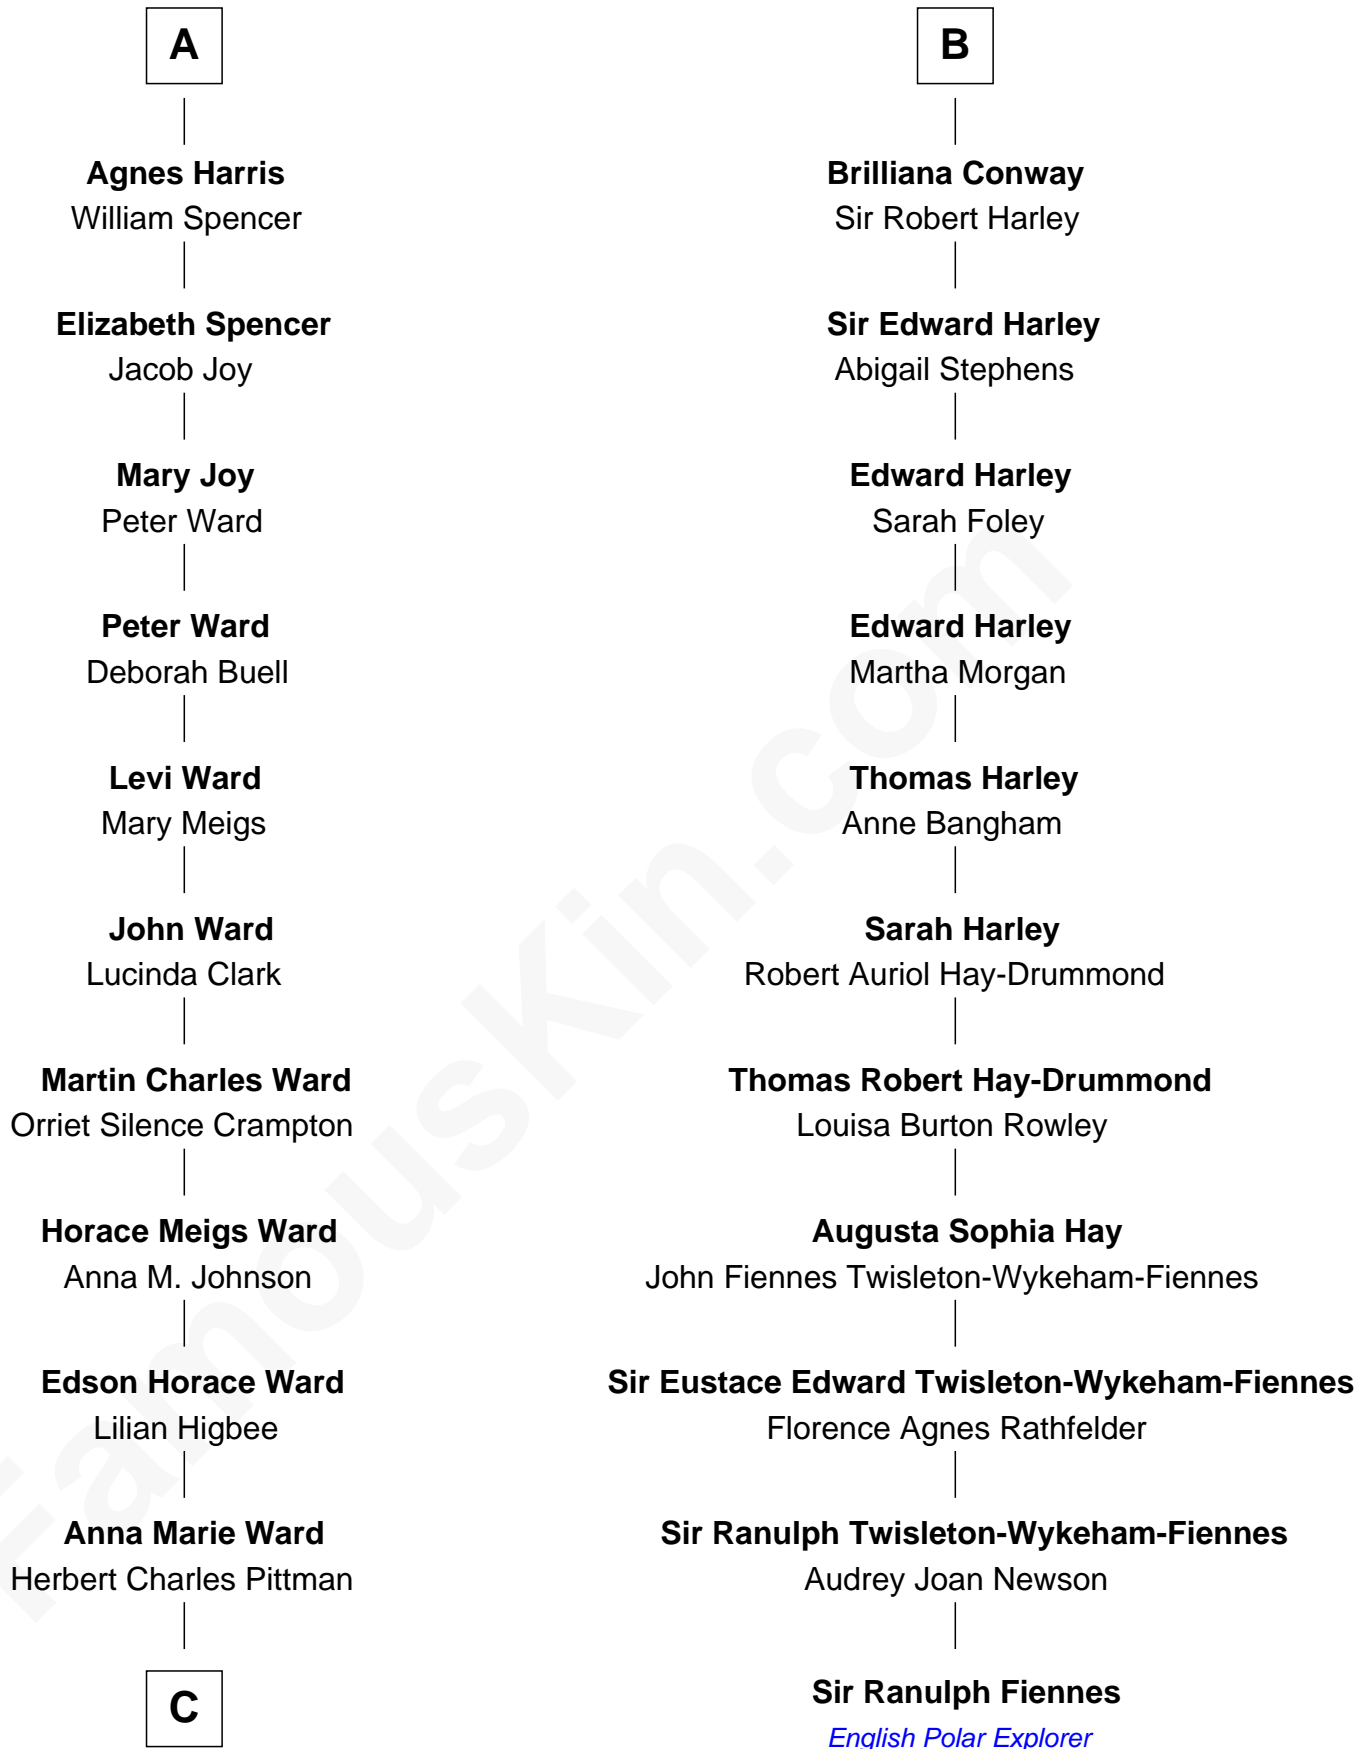 A
Agnes Harris
William Spencer
Elizabeth Spencer
Jacob Joy
Mary Joy
Peter Ward
Peter Ward
Deborah Buell
Levi Ward
Mary Meigs
John Ward
Lucinda Clark
Martin Charles Ward
Orriet Silence Crampton
Horace Meigs Ward
Anna M. Johnson
Edson Horace Ward
Lilian Higbee
Anna Marie Ward
Herbert Charles Pittman
C
B
Brilliana Conway
Sir Robert Harley
Sir Edward Harley
Abigail Stephens
Edward Harley
Sarah Foley
Edward Harley
Martha Morgan
Thomas Harley
Anne Bangham
Sarah Harley
Robert Auriol Hay-Drummond
Thomas Robert Hay-Drummond
Louisa Burton Rowley
Augusta Sophia Hay
John Fiennes Twisleton-Wykeham-Fiennes
Sir Eustace Edward Twisleton-Wykeham-Fiennes
Florence Agnes Rathfelder
Sir Ranulph Twisleton-Wykeham-Fiennes
Audrey Joan Newson
Sir Ranulph Fiennes
English Polar Explorer
FamousKin.com